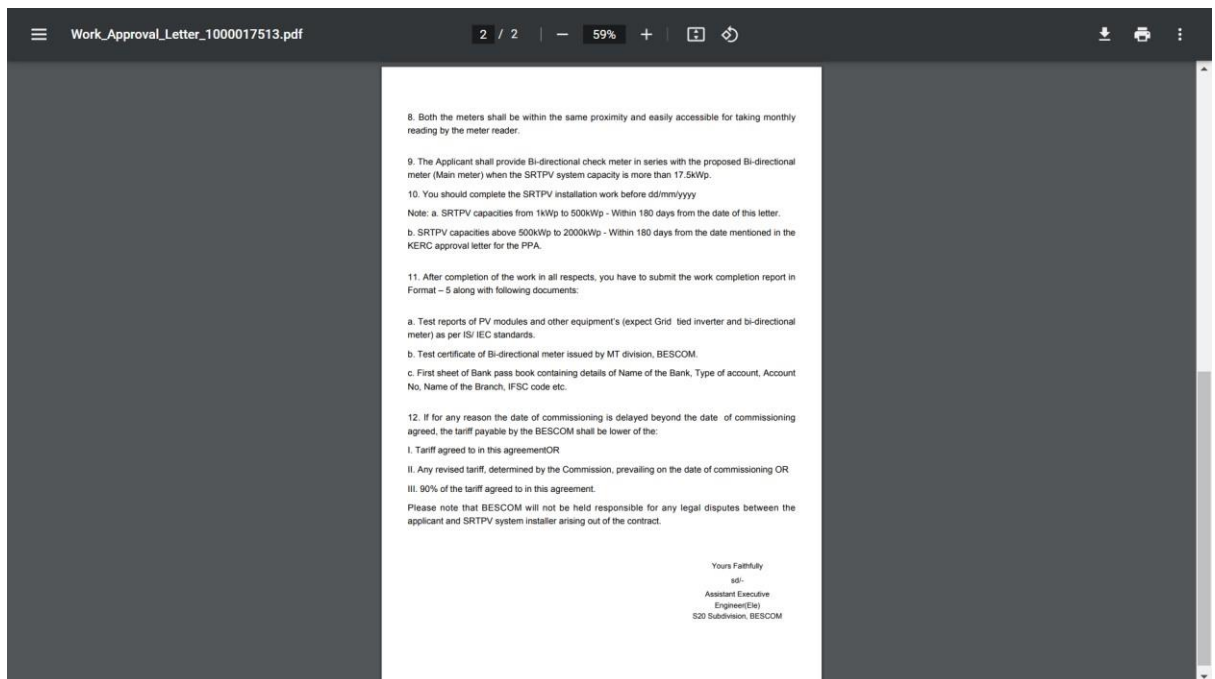 Work_Approval_Letter_1000017513.pdf
2 / 2 | — 59% +
8. Both the meters shall be within the same proximity and easily accessible for taking monthly
reading by the meter reader.
9. The Applicant shall provide Bi-directional check meter in series with the proposed Bi-directional
meter (Main meter) when the SRTPV system capacity is more than 17.5kWp.
10. You should complete the SRTPV installation work before dd/mm/yyyy
Note: a. SRTPV capacities from 1kWp to 500kWp - Within 180 days from the date of this letter.
b. SRTPV capacities above 500kWp to 2000kWp - Within 180 days from the date mentioned in the
KERC approval letter for the PPA.
11. After completion of the work in all respects, you have to submit the work completion report in
Format – 5 along with following documents:
a. Test reports of PV modules and other equipment's (expect Grid tied inverter and bi-directional
meter) as per IS/ IEC standards.
b. Test certificate of Bi-directional meter issued by MT division, BESCOM.
c. First sheet of Bank pass book containing details of Name of the Bank, Type of account, Account
No, Name of the Branch, IFSC code etc.
12. If for any reason the date of commissioning is delayed beyond the date of commissioning
agreed, the tariff payable by the BESCOM shall be lower of the:
I. Tariff agreed to in this agreementOR
II. Any revised tariff, determined by the Commission, prevailing on the date of commissioning OR
III. 90% of the tariff agreed to in this agreement.
Please note that BESCOM will not be held responsible for any legal disputes between the
applicant and SRTPV system installer arising out of the contract.
Yours Faithfully
sd/-
Assistant Executive
Engineer(Ele)
S20 Subdivision, BESCOM